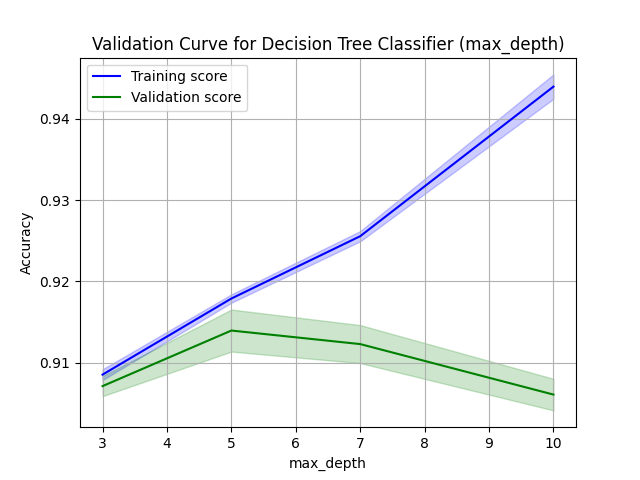 Validation Curve for Decision Tree Classifier (max_depth)
Training score
Validation score
0.94
0.93
0.92
0.91
Accuracy
3 4 5 6 7 8 9 10
max_depth